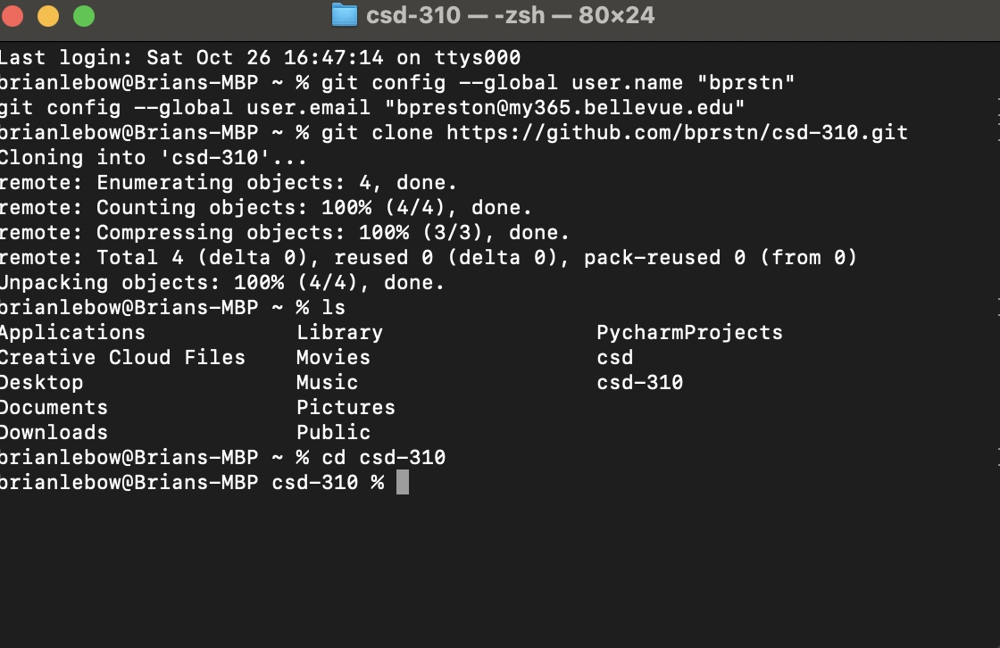 csd-310 — -zsh — 80×24
Last login: Sat Oct 26 16:47:14 on ttys000
brianlebow@Brians-MBP ~ % git config --global user.name "bprstn"
git config --global user.email "bpreston@my365.bellevue.edu"
brianlebow@Brians-MBP ~ % git clone https://github.com/bprstn/csd-310.git
Cloning into 'csd-310'...
remote: Enumerating objects: 4, done.
remote: Counting objects: 100% (4/4), done.
remote: Compressing objects: 100% (3/3), done.
remote: Total 4 (delta 0), reused 0 (delta 0), pack-reused 0 (from 0)
Unpacking objects: 100% (4/4), done.
brianlebow@Brians-MBP ~ % ls
Applications Library PycharmProjects
Creative Cloud Files Movies csd
Desktop Music csd-310
Documents Pictures
Downloads Public
brianlebow@Brians-MBP ~ % cd csd-310
brianlebow@Brians-MBP csd-310 %